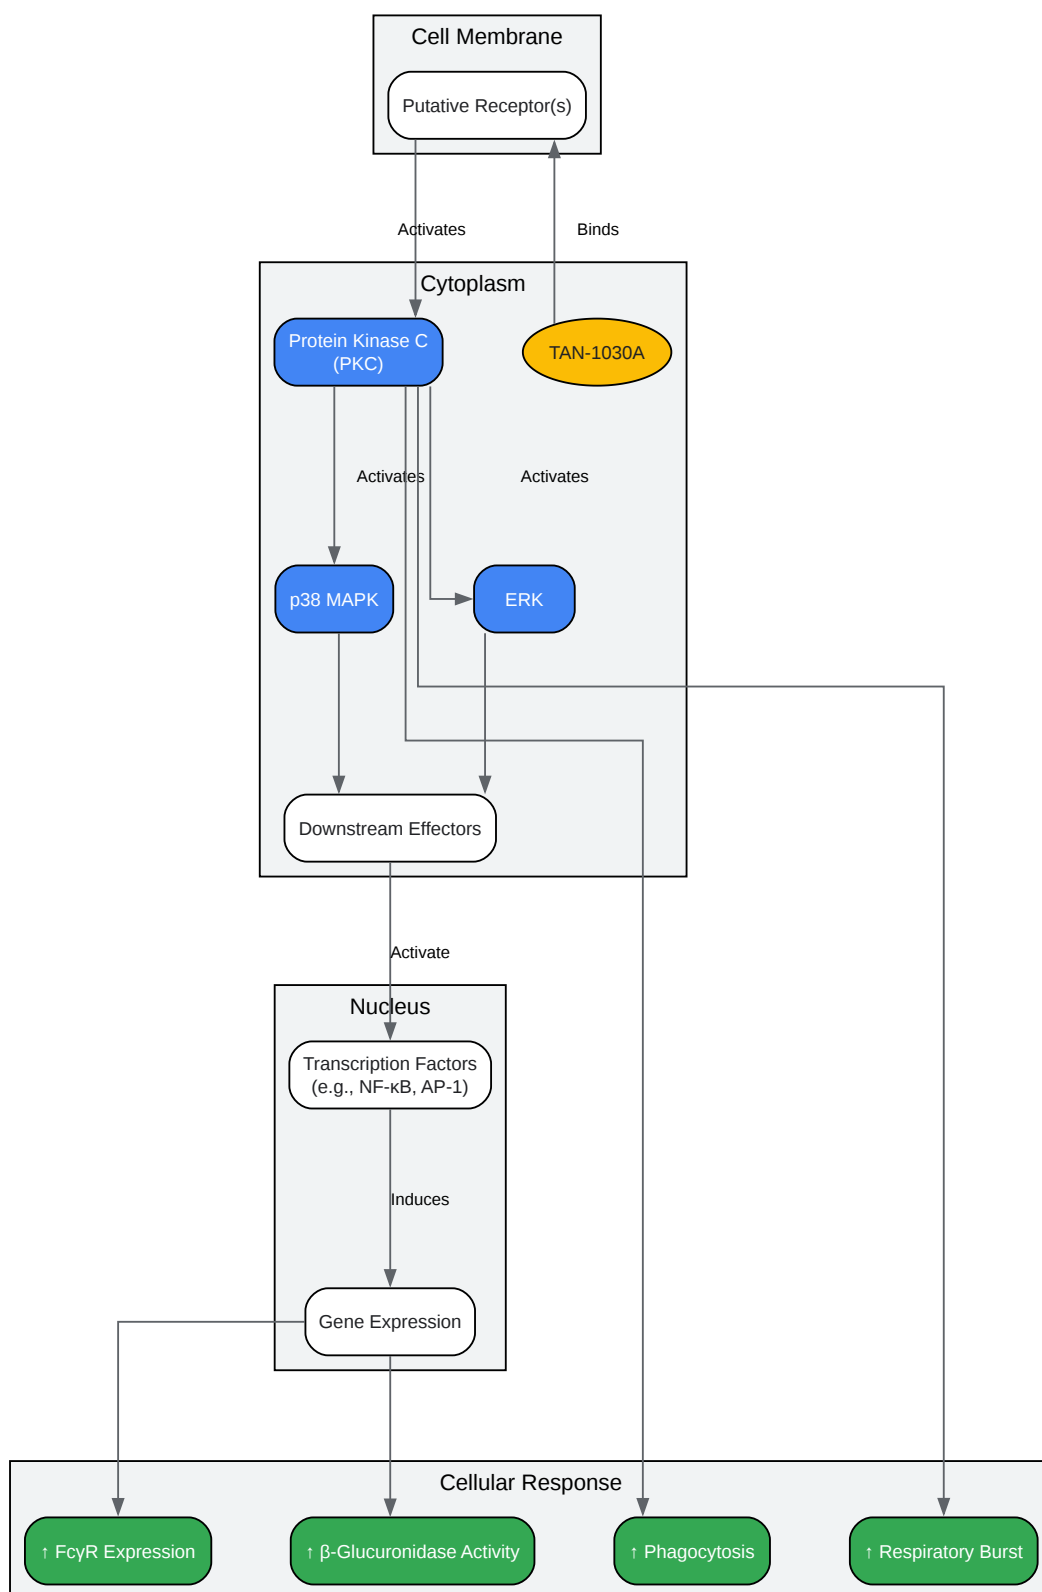 Cell Membrane
Putative Receptor(s)
Activates
Binds
Cytoplasm
Protein Kinase C
(PKC)
TAN-1030A
Activates
Activates
p38 MAPK
ERK
Downstream Effectors
Activate
Nucleus
Transcription Factors
(e.g., NF-κB, AP-1)
Induces
Gene Expression
Cellular Response
↑ FcγR Expression
↑ β-Glucuronidase Activity
↑ Phagocytosis
↑ Respiratory Burst